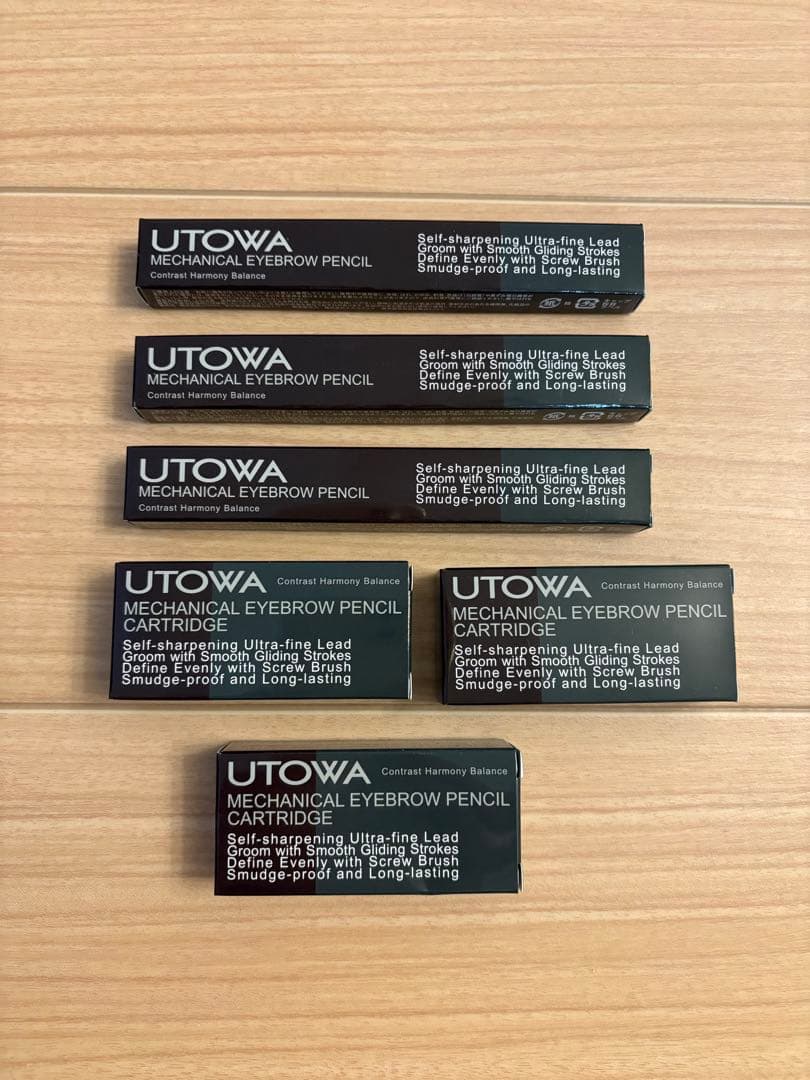 UTOWA
MECHANICAL EYEBROW PENCIL
Contrast Harmony Balance
Self-sharpening Ultra-fine Lead
Groom with Smooth Gliding Strokes
Define Evenly with Screw Brush
Smudge-proof and Long-lasting
UTOWA
MECHANICAL EYEBROW PENCIL
Contrast Harmony Balance
Self-sharpening Ultra-fine Lead
Groom with Smooth Gliding Strokes
Define Evenly with Screw Brush
Smudge-proof and Long-lasting
UTOWA
MECHANICAL EYEBROW PENCIL
Contrast Harmony Balance
Self-sharpening Ultra-fine Lead
Groom with Smooth Gliding Strokes
Define Evenly with Screw Brush
Smudge-proof and Long-lasting
UTOWA Contrast Harmony Balance
MECHANICAL EYEBROW PENCIL
CARTRIDGE
Self-sharpening Ultra-fine Lead
Groom with Smooth Gliding Strokes
Define Evenly with Screw Brush
Smudge-proof and Long-lasting
UTOWA Contrast Harmony Balance
MECHANICAL EYEBROW PENCIL
CARTRIDGE
Self-sharpening Ultra-fine Lead
Groom with Smooth Gliding Strokes
Define Evenly with Screw Brush
Smudge-proof and Long-lasting
UTOWA Contrast Harmony Balance
MECHANICAL EYEBROW PENCIL
CARTRIDGE
Self-sharpening Ultra-fine Lead
Groom with Smooth Gliding Strokes
Define Evenly with Screw Brush
Smudge-proof and Long-lasting